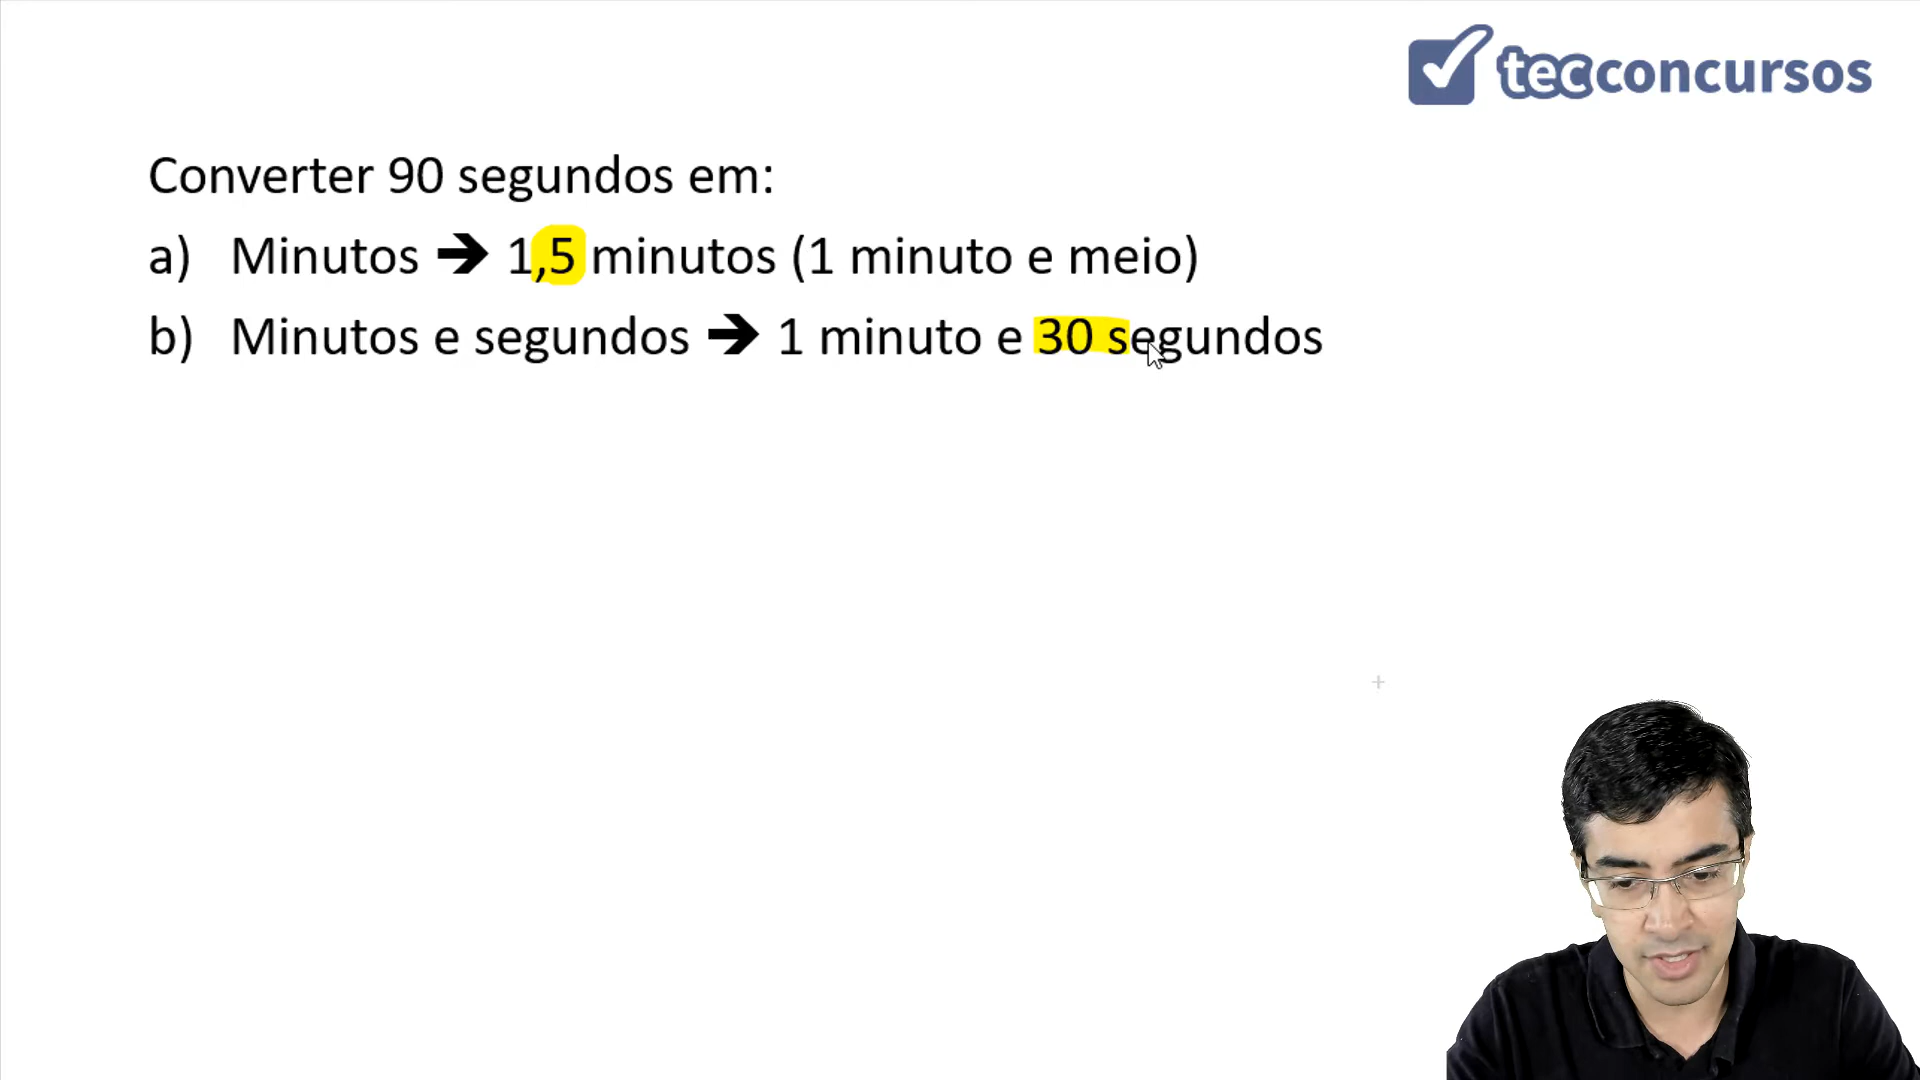 tecconcursos
Converter 90 segundos em:
a) Minutos ➔ 1,5 minutos (1 minuto e meio)
b) Minutos e segundos ➔ 1 minuto e 30 segundos